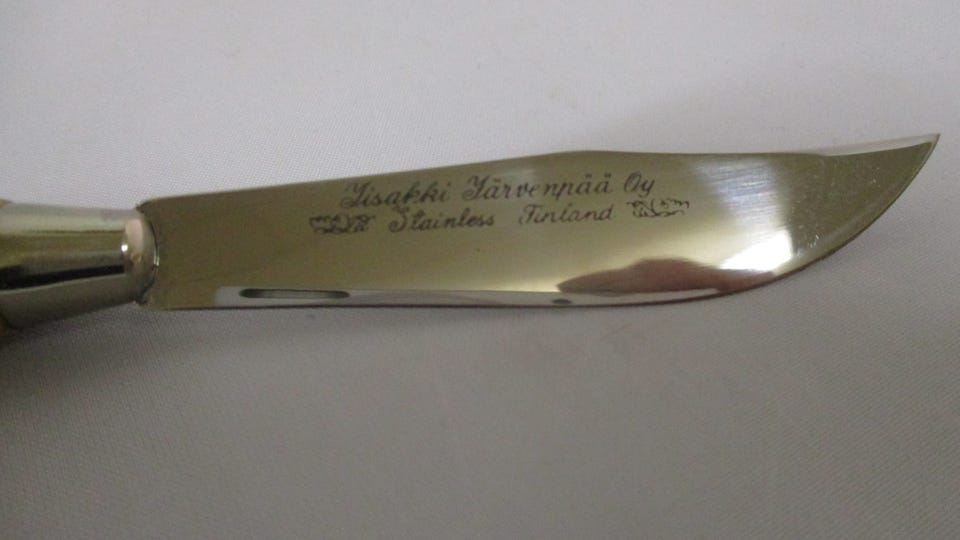 Iisakki Järvenpää Oy
Stainless Finland